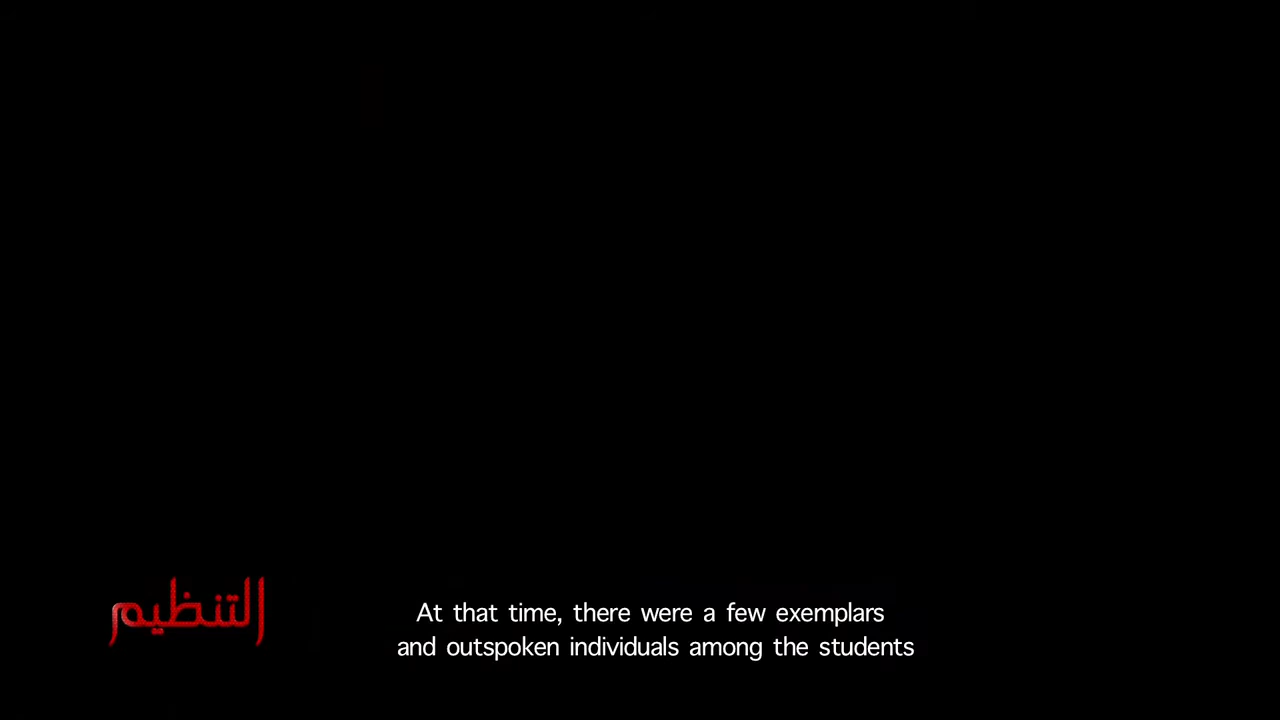 التنظيم
At that time, there were a few exemplars
and outspoken individuals among the students